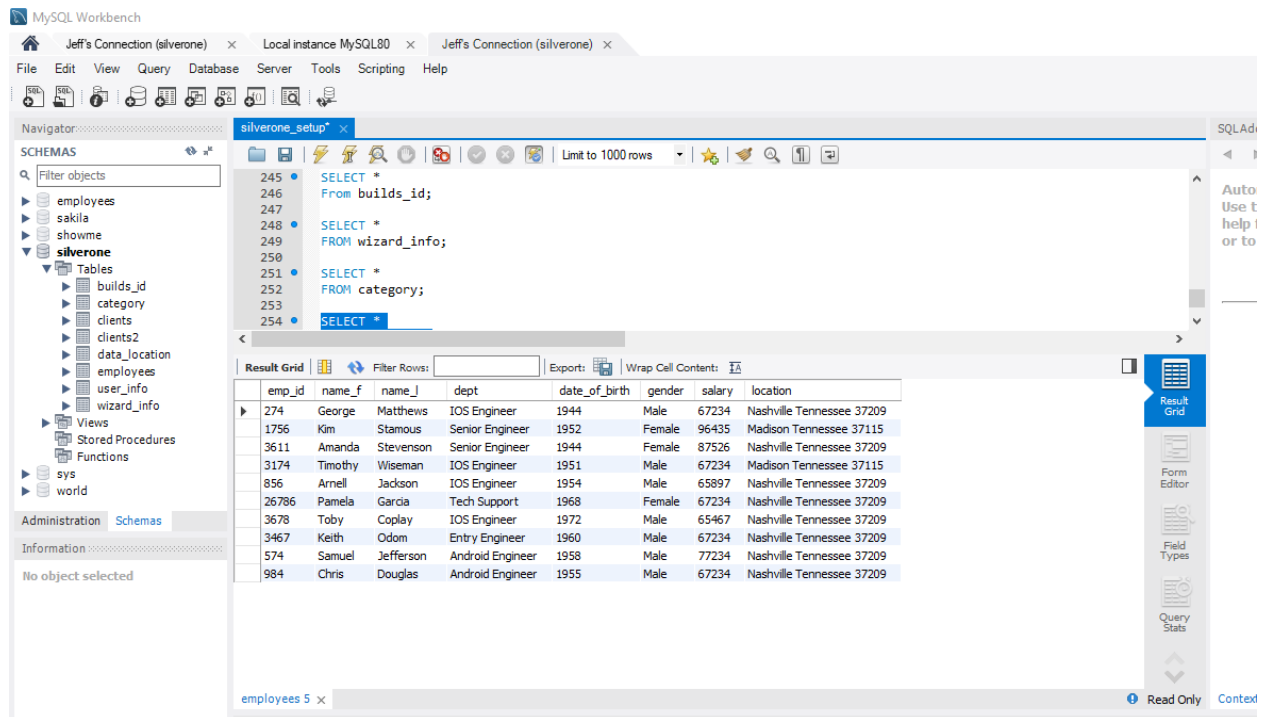 MySQL Workbench
Jeff's Connection (silverone) × Local instance MySQL80 × Jeff's Connection (silverone) ×
File Edit View Query Database Server Tools Scripting Help
Navigator
SCHEMAS
Filter objects
employees
sakila
showme
silverone
Tables
builds_id
category
clients
clients2
data_location
employees
user_info
wizard_info
Views
Stored Procedures
Functions
sys
world
Administration Schemas
Information
No object selected
silverone_setup* ×
Limit to 1000 rows
245 SELECT *
246 From builds_id;
247
248 SELECT *
249 FROM wizard_info;
250
251 SELECT *
252 FROM category;
253
254 SELECT *
Result Grid Filter Rows: Export: Wrap Cell Content:
emp_id name_f name_l dept date_of_birth gender salary location
274 George Matthews IOS Engineer 1944 Male 67234 Nashville Tennessee 37209
1756 Kim Stamous Senior Engineer 1952 Female 96435 Madison Tennessee 37115
3611 Amanda Stevenson Senior Engineer 1944 Female 87526 Nashville Tennessee 37209
3174 Timothy Wiseman IOS Engineer 1951 Male 67234 Madison Tennessee 37115
856 Arnell Jackson IOS Engineer 1954 Male 65897 Nashville Tennessee 37209
26786 Pamela Garcia Tech Support 1968 Female 67234 Nashville Tennessee 37209
3678 Toby Coplay IOS Engineer 1972 Male 65467 Nashville Tennessee 37209
3467 Keith Odom Entry Engineer 1960 Male 67234 Nashville Tennessee 37209
574 Samuel Jefferson Android Engineer 1958 Male 77234 Nashville Tennessee 37209
984 Chris Douglas Android Engineer 1955 Male 67234 Nashville Tennessee 37209
employees 5 ×
Result
Grid
Form
Editor
Field
Types
Query
Stats
Read Only
SQLAd
Auto
Use t
help
or to
Context